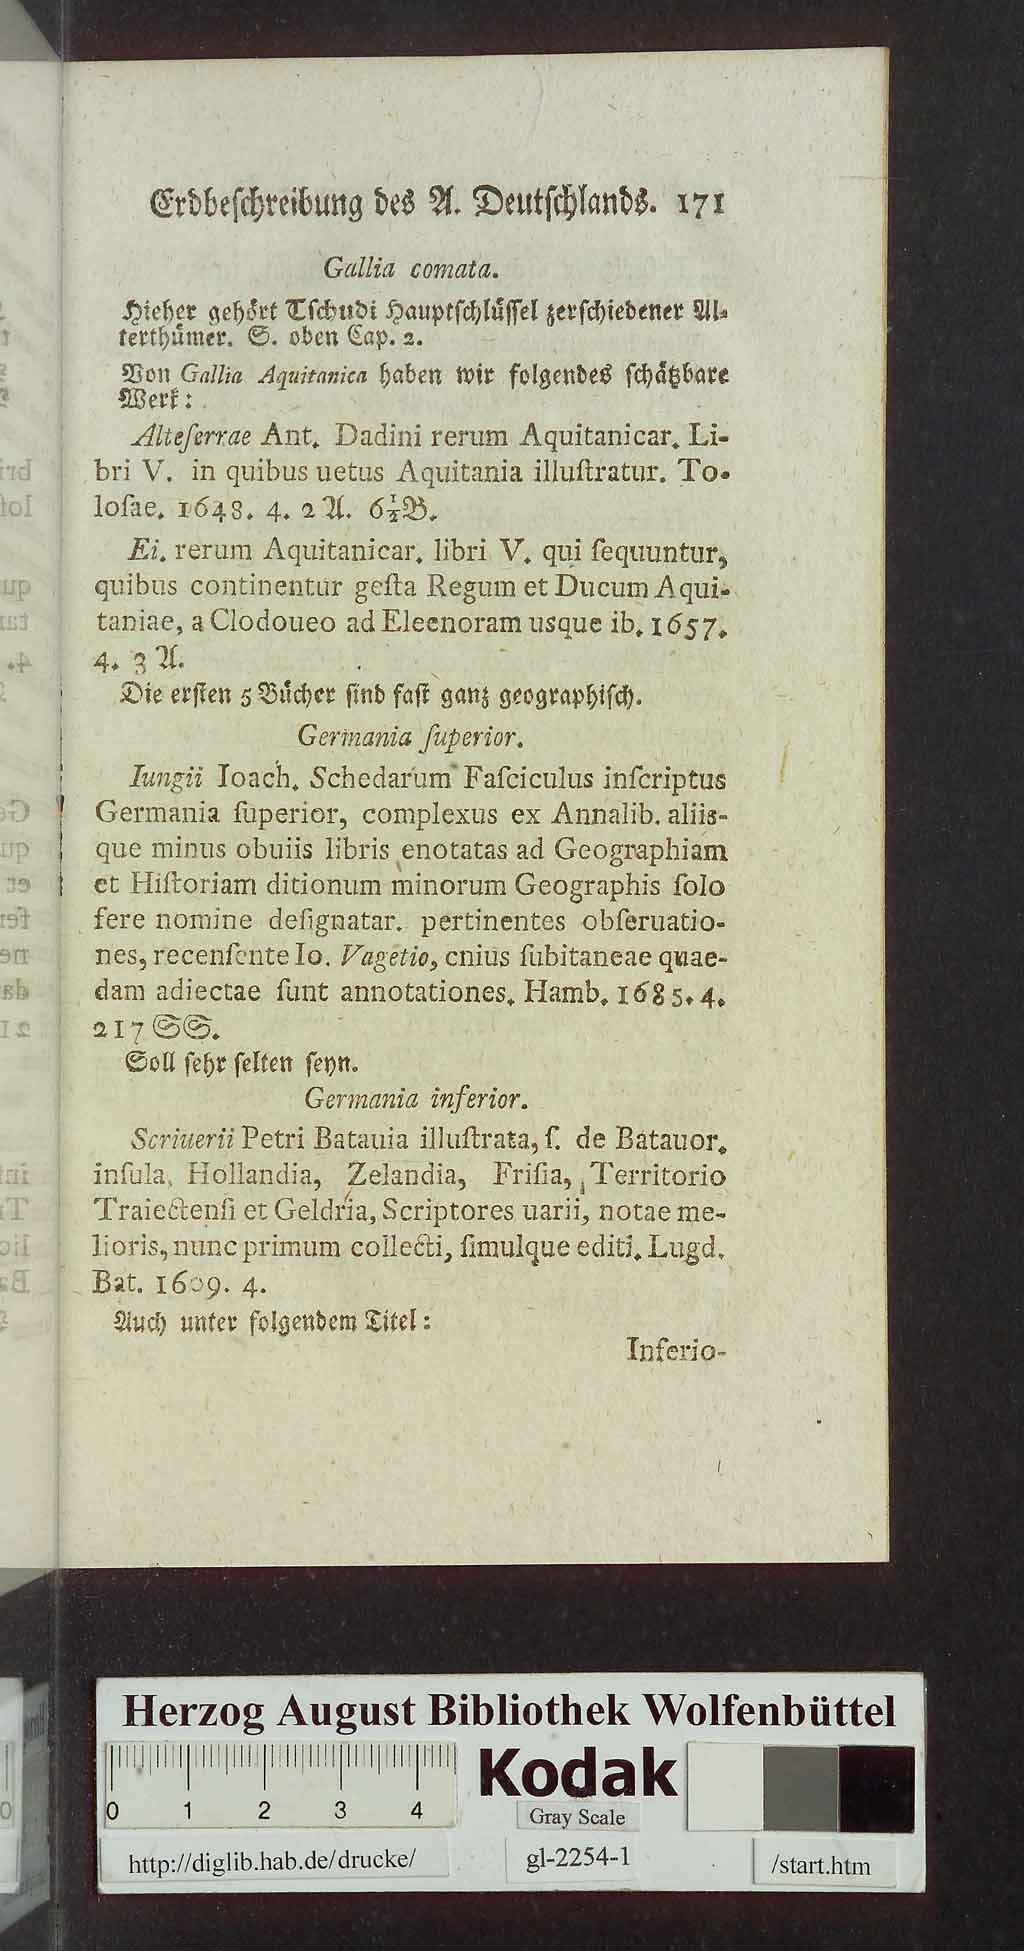 Erdbeſchreibung des A. Deutſchlands. 171
Gallia comata.
Hieher gehört Tſchudi Hauptſchlüſſel zerſchiedener Al-
terthümer. S. oben Cap. 2.
Von Gallia Aquitanica haben wir folgendes ſchätzbare
Werk:
Alteſerrae Ant. Dadini rerum Aquitanicar. Li-
bri V. in quibus uetus Aquitania illuſtratur. To-
loſae. 1648. 4. 2 A. 6½ B.
Ei. rerum Aquitanicar. libri V. qui ſequuntur,
quibus continentur geſta Regum et Ducum Aqui-
taniae, a Clodoueo ad Eleenoram usque ib. 1657.
4. 3 A.
Die erſten 5 Bücher ſind faſt ganz geographiſch.
Germania ſuperior.
Iungii Ioach. Schedarum Faſciculus inſcriptus
Germania ſuperior, complexus ex Annalib. aliis-
que minus obuiis libris enotatas ad Geographiam
et Hiſtoriam ditionum minorum Geographis ſolo
fere nomine deſignatar. pertinentes obſeruatio-
nes, recenſente Io. Vagetio, cnius ſubitaneae quae-
dam adiectae ſunt annotationes. Hamb. 1685. 4.
217 SS.
Soll ſehr ſelten ſeyn.
Germania inferior.
Scriuerii Petri Batauia illuſtrata, ſ. de Batauor.
inſula, Hollandia, Zelandia, Friſia, Territorio
Traiectenſi et Geldria, Scriptores uarii, notae me-
lioris, nunc primum collecti, ſimulque editi. Lugd.
Bat. 1609. 4.
Auch unter folgendem Titel:
Inferio-
Herzog August Bibliothek Wolfenbüttel
0 1 2 3 4
Kodak
Gray Scale
http://diglib.hab.de/drucke/ gl-2254-1 /start.htm